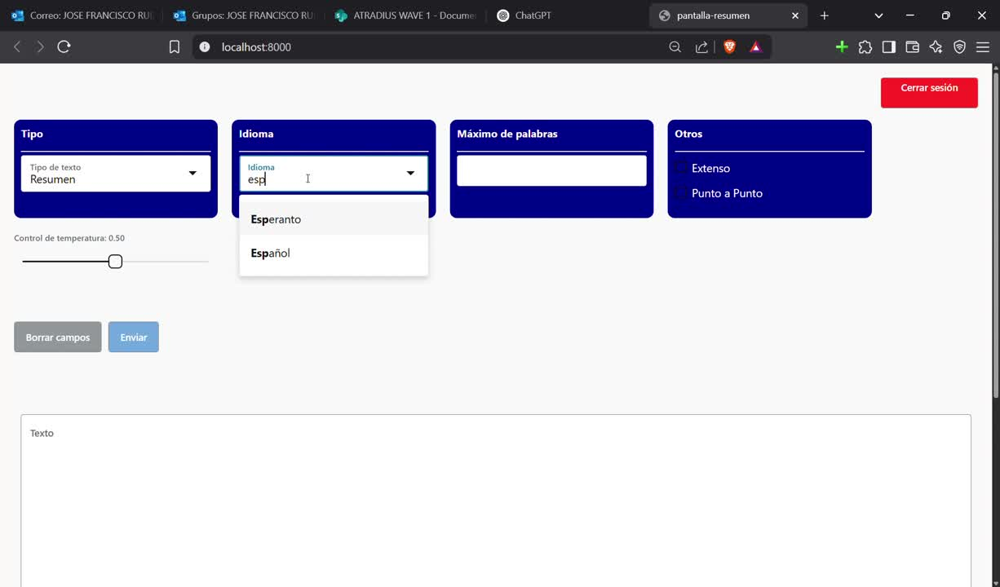 Correo: JOSE FRANCISCO RUI
Grupos: JOSE FRANCISCO RU
ATRADIUS WAVE 1 - Docume
ChatGPT
pantalla-resumen
localhost:8000
Cerrar sesión
Tipo
Tipo de texto
Resumen
Idioma
Idioma
esp
Esperanto
Español
Máximo de palabras
Otros
Extenso
Punto a Punto
Control de temperatura: 0.50
Borrar campos
Enviar
Texto